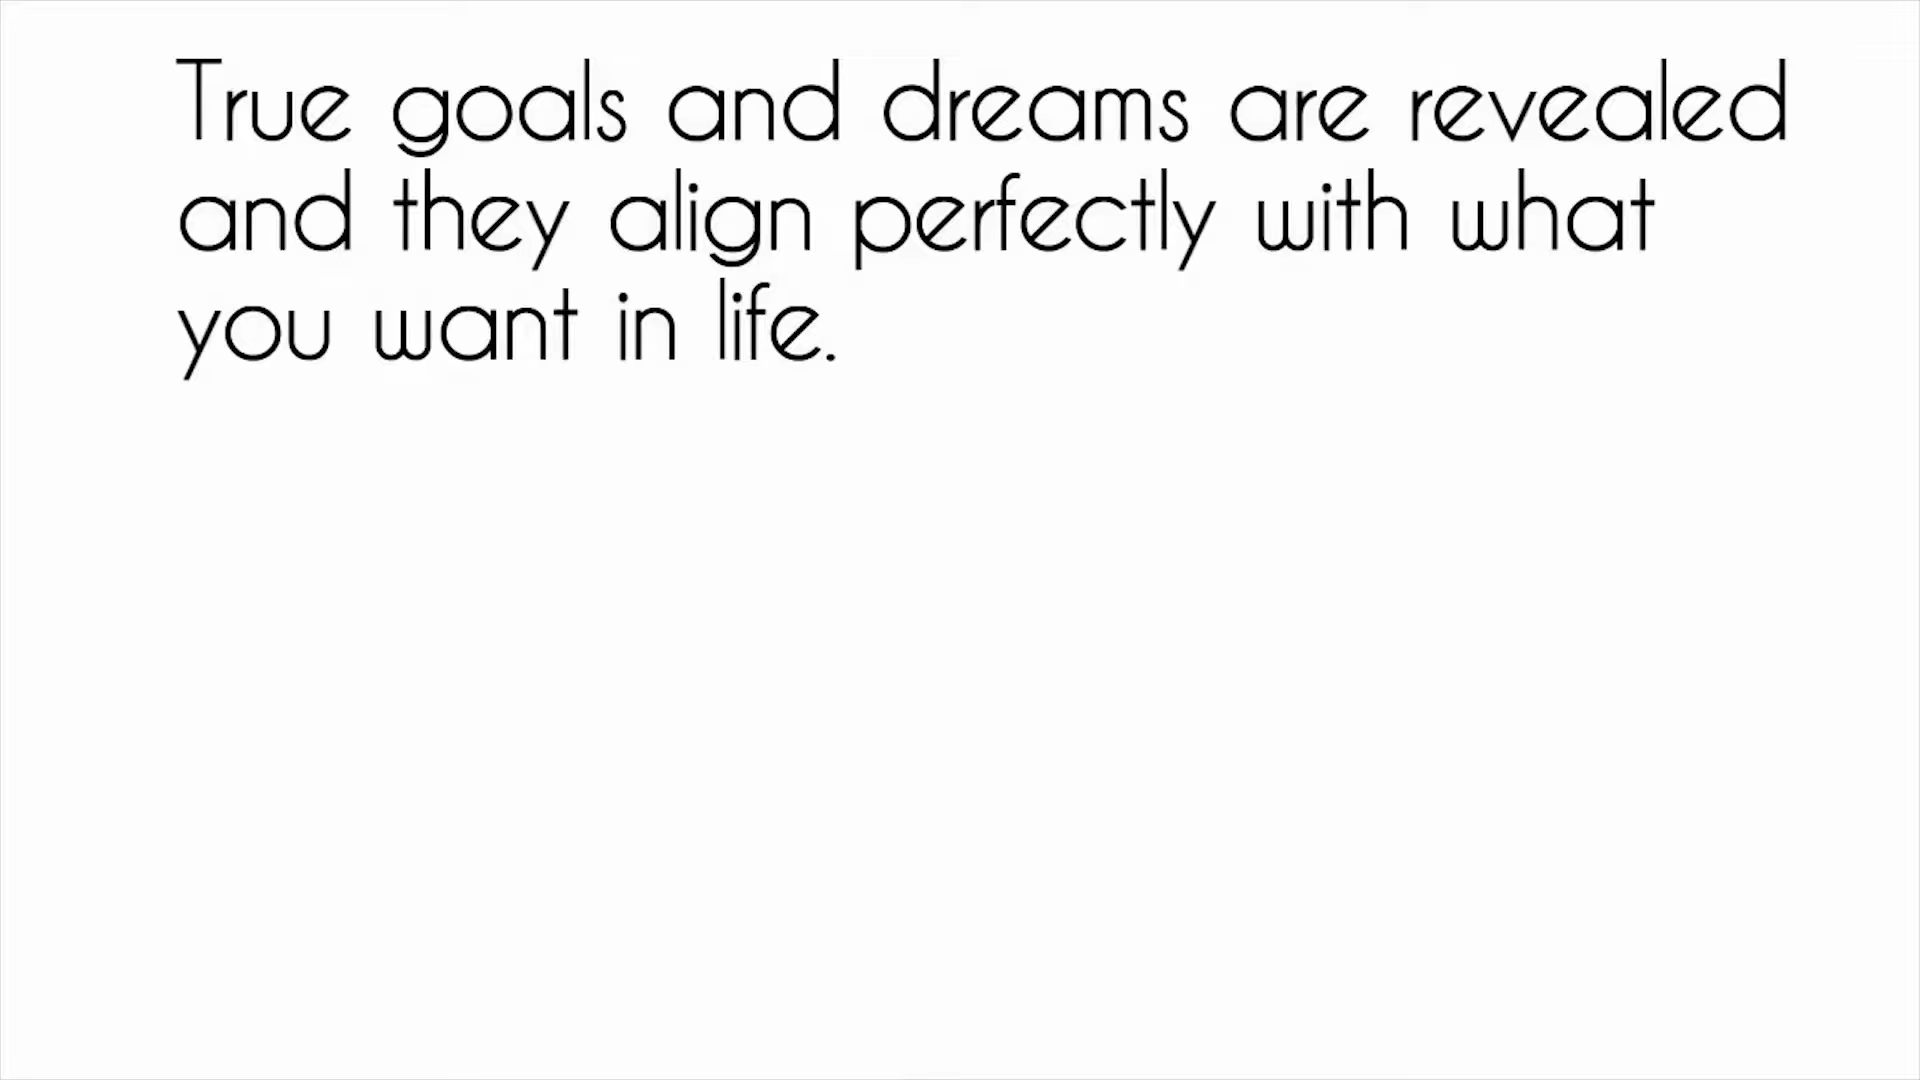 True goals and dreams are revealed
and they align perfectly with what
you want in life.